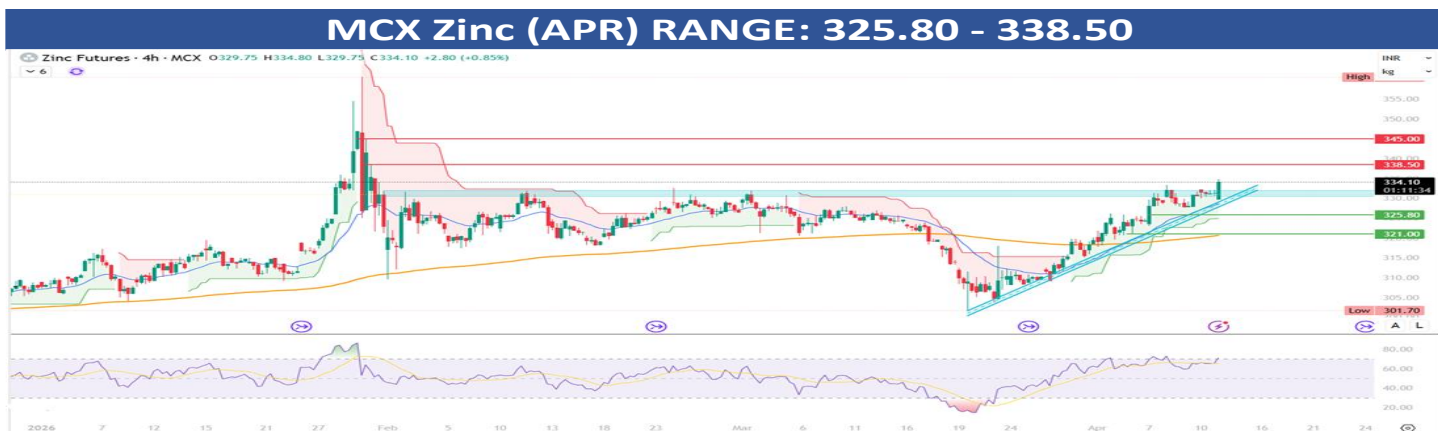 MCX Zinc (APR) RANGE: 325.80 - 338.50
Zinc Futures · 4h · MCX O329.75 H334.80 L329.75 C334.10 +2.80 (+0.85%)
INR
6
kg
High
355.00
350.00
345.00
340.00
338.50
334.10
01:11:34
330.00
325.80
321.00
315.00
310.00
305.00
Low 301.70
A L
80.00
60.00
40.00
20.00
2026 7 12 15 21 27 Feb 5 10 13 18 23 Mar 6 11 16 19 24 Apr 7 10 16 21 24